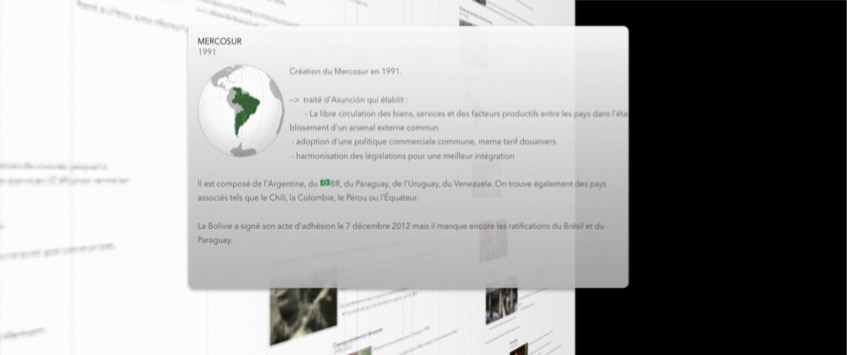 MERCOSUR
1991
Création du Mercosur en 1991.
--> traité d'Asunción qui établit :
- La libre circulation des biens, services et des facteurs productifs entre les pays dans l'éta
blissement d'un arsenal externe commun
- adoption d'une politique commerciale commune, meme tarif douaniers
- harmonisation des législations pour une meilleur intégration
Il est composé de l'Argentine, du BR, du Paraguay, de l'Uruguay, du Venezuela. On trouve également des pays
associés tels que le Chili, la Colombie, le Pérou ou l'Équateur.
La Bolivie a signé son acte d'adhésion le 7 décembre 2012 mais il manque encore les ratifications du Brésil et du
Paraguay.